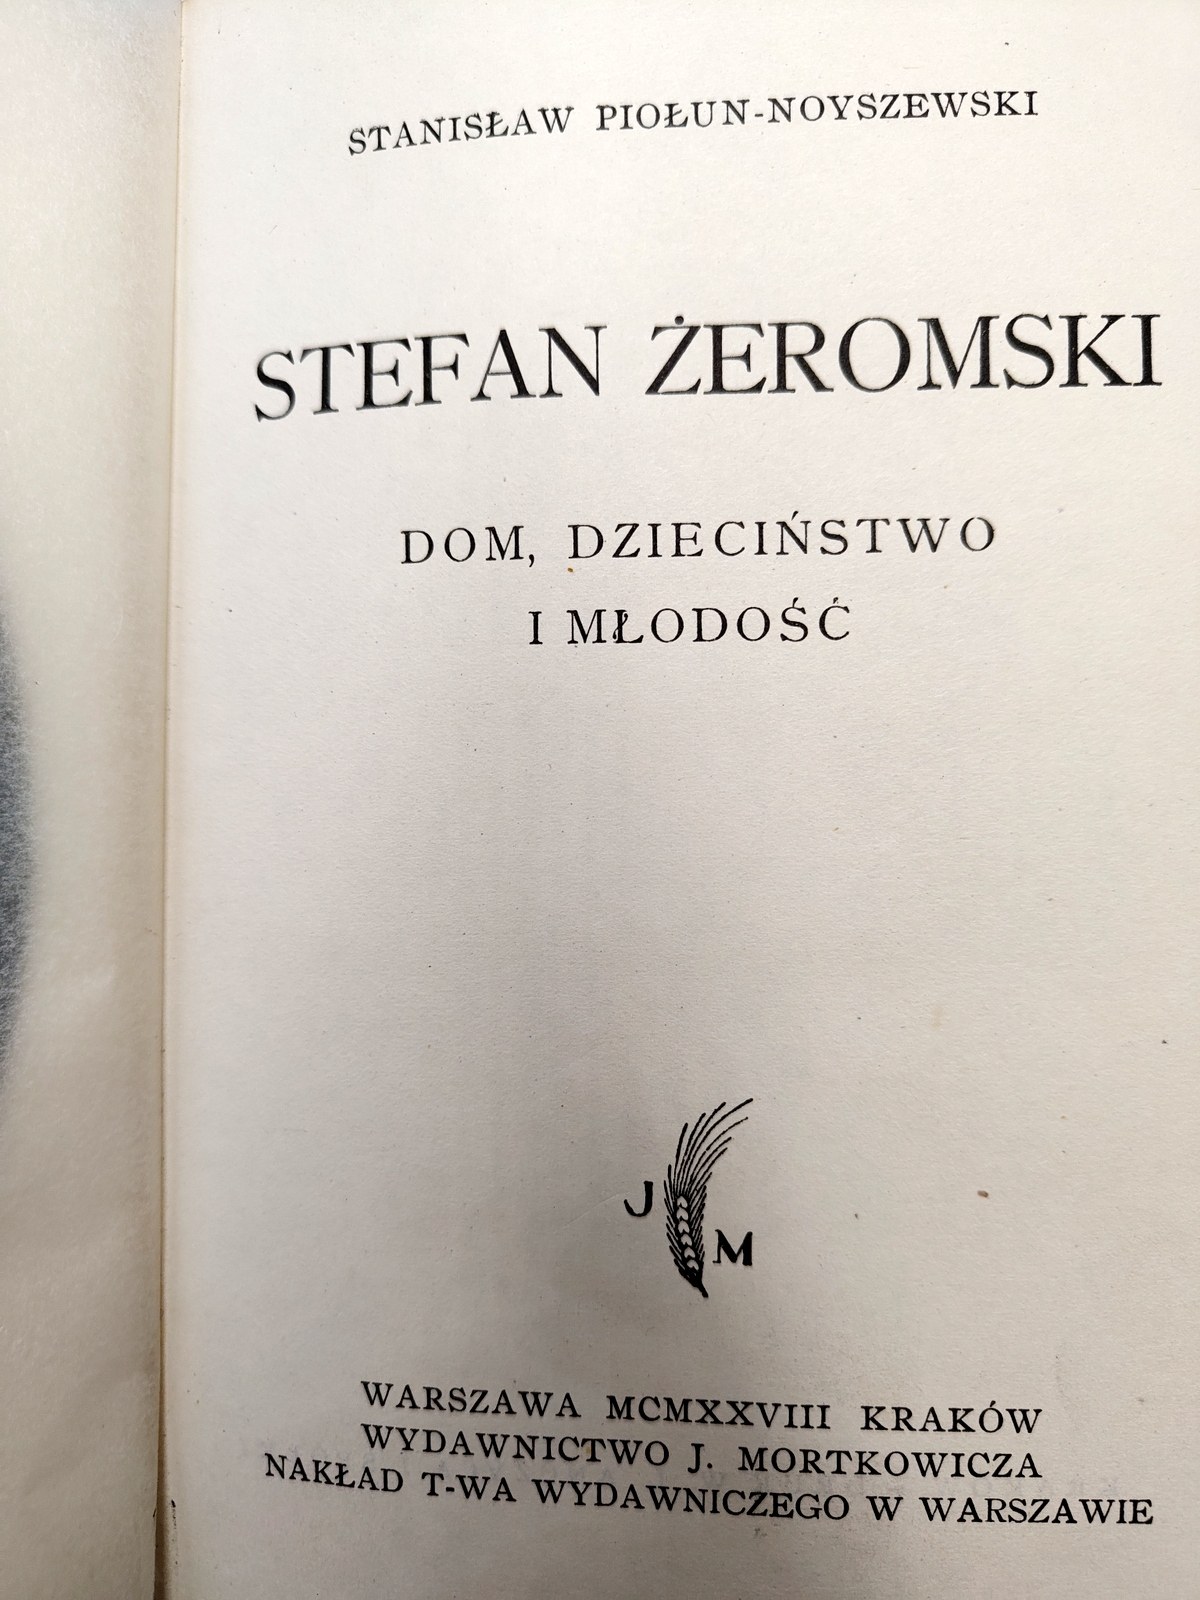 STANISŁAW PIOŁUN-NOYSZEWSKI
STEFAN ŻEROMSKI
DOM, DZIECIŃSTWO
I MŁODOŚĆ
J M
WARSZAWA MCMXXVIII KRAKÓW
WYDAWNICTWO J. MORTKOWICZA
NAKŁAD T-WA WYDAWNICZEGO W WARSZAWIE